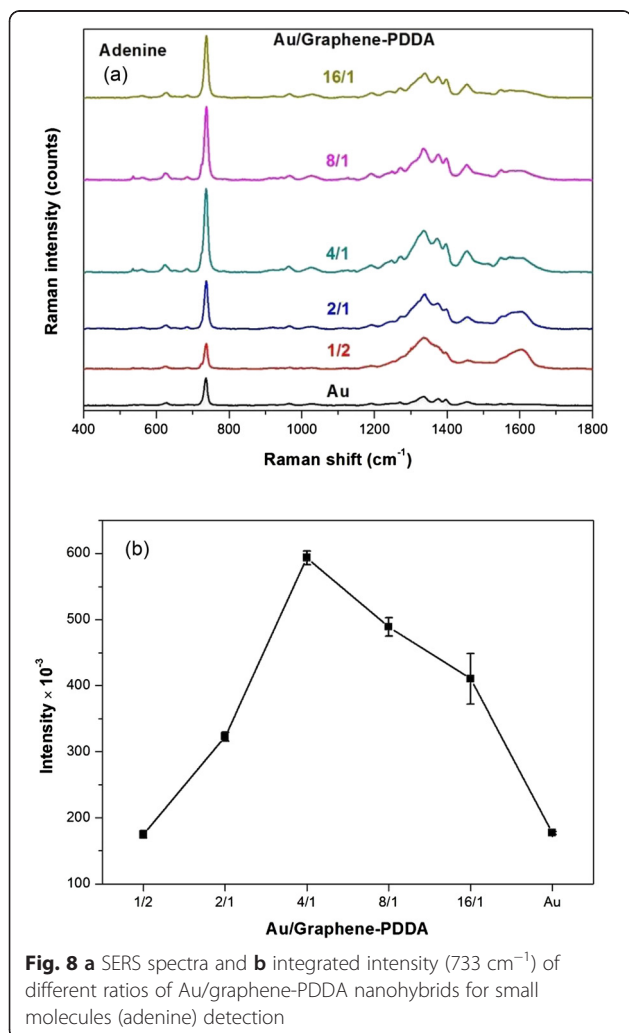 Adenine
Au/Graphene-PDDA
(a)
16/1
8/1
4/1
2/1
1/2
Au
Raman intensity (counts)
400 600 800 1000 1200 1400 1600 1800
Raman shift (cm⁻¹)
(b)
600
500
400
300
200
100
Intensity × 10⁻³
1/2 2/1 4/1 8/1 16/1 Au
Au/Graphene-PDDA
Fig. 8 a SERS spectra and b integrated intensity (733 cm⁻¹) of
different ratios of Au/graphene-PDDA nanohybrids for small
molecules (adenine) detection